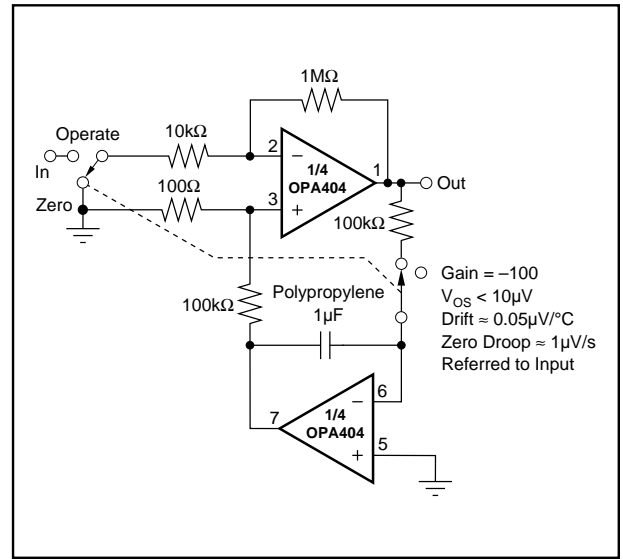 1MΩ
Operate
10kΩ
In
2
–
1/4
OPA404
1
Out
100Ω
3
+
Zero
100kΩ
100kΩ
Polypropylene
1µF
Gain = –100
VOS < 10µV
Drift ≈ 0.05µV/°C
Zero Droop ≈ 1µV/s
Referred to Input
7
1/4
OPA404
–
6
+
5